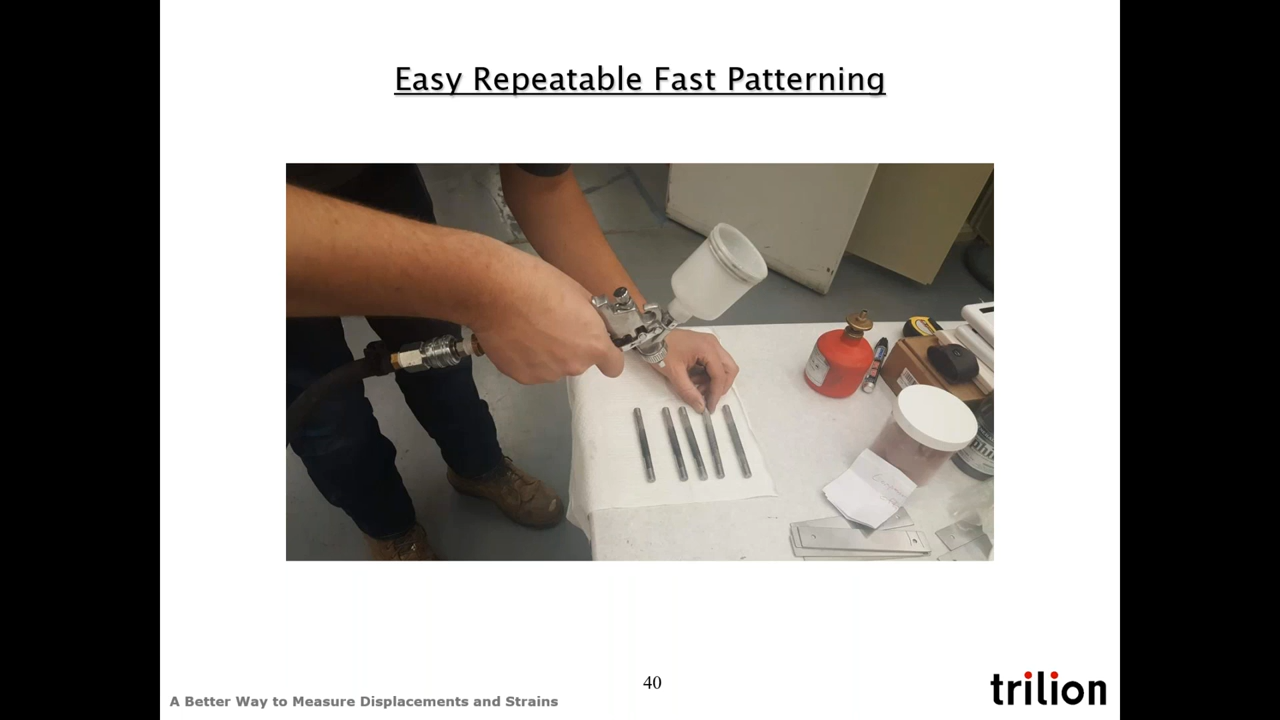 Easy Repeatable Fast Patterning
40
A Better Way to Measure Displacements and Strains
trilion